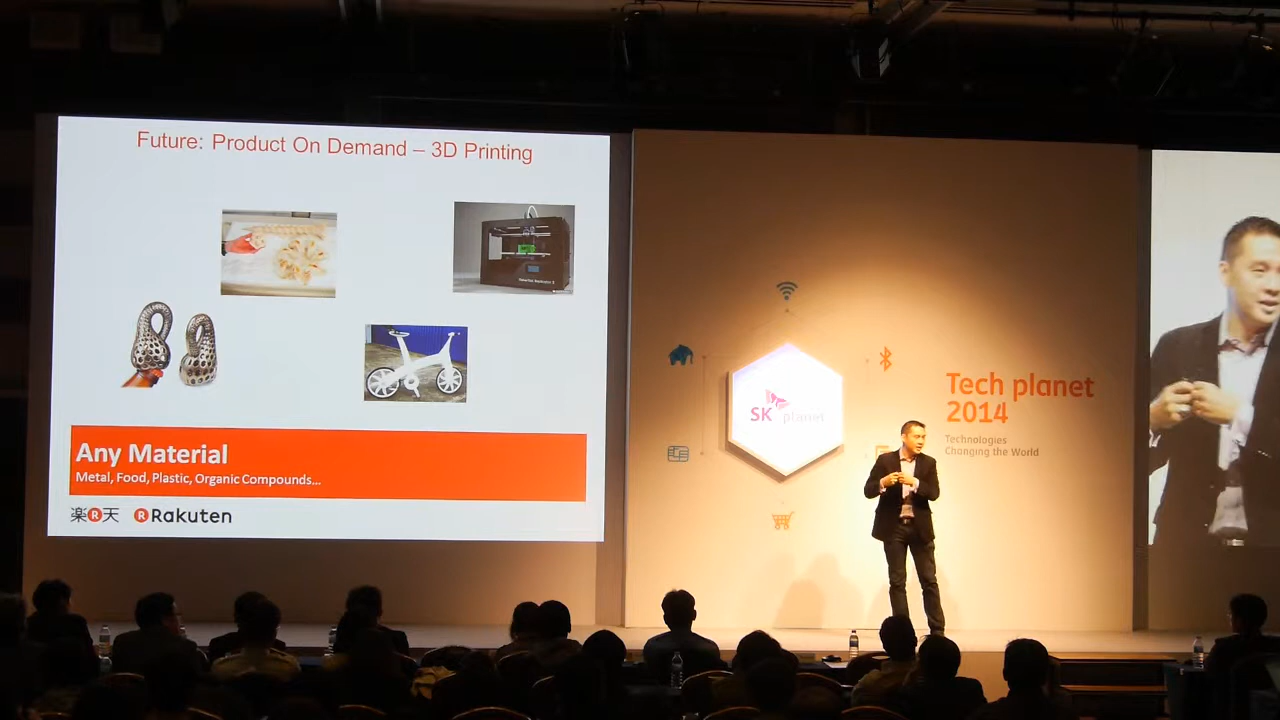 Future: Product On Demand – 3D Printing
Any Material
Metal, Food, Plastic, Organic Compounds...
楽R天 R Rakuten
SK planet
Tech planet
2014
Technologies
Changing the World